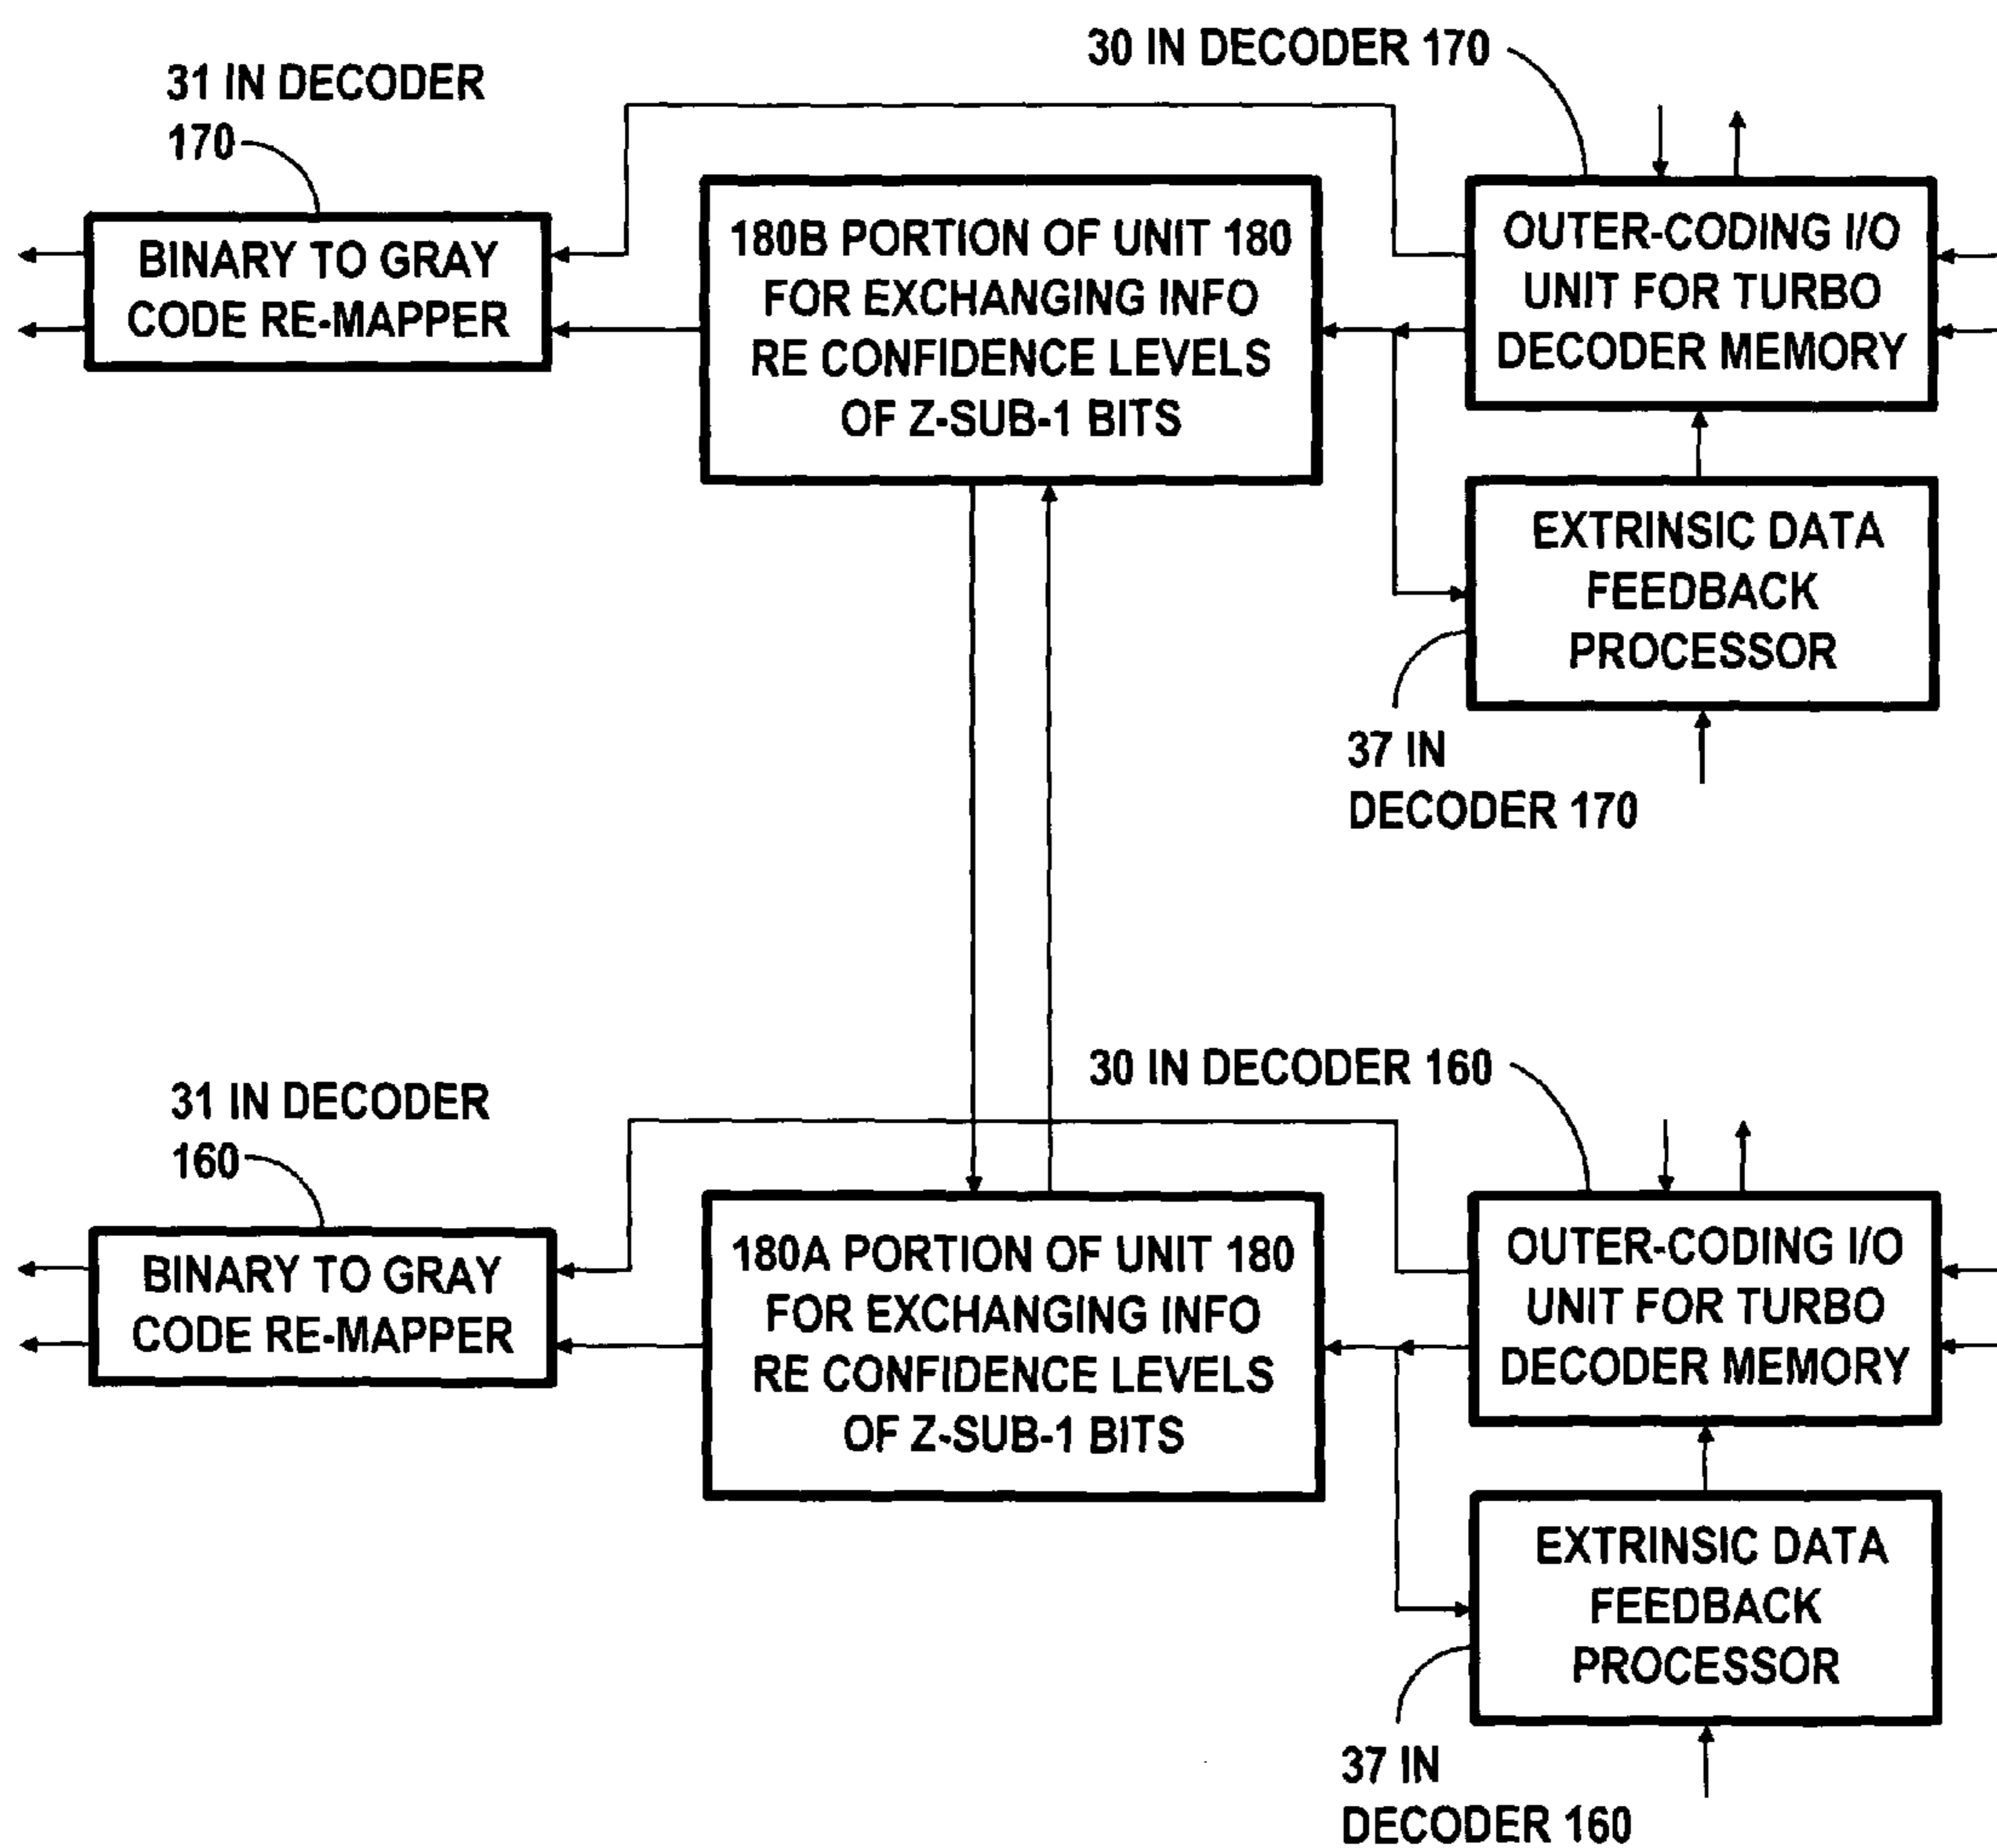 30 IN DECODER 170
31 IN DECODER
170
BINARY TO GRAY
CODE RE-MAPPER
180B PORTION OF UNIT 180
FOR EXCHANGING INFO
RE CONFIDENCE LEVELS
OF Z-SUB-1 BITS
OUTER-CODING I/O
UNIT FOR TURBO
DECODER MEMORY
EXTRINSIC DATA
FEEDBACK
PROCESSOR
37 IN
DECODER 170
30 IN DECODER 160
31 IN DECODER
160
BINARY TO GRAY
CODE RE-MAPPER
180A PORTION OF UNIT 180
FOR EXCHANGING INFO
RE CONFIDENCE LEVELS
OF Z-SUB-1 BITS
OUTER-CODING I/O
UNIT FOR TURBO
DECODER MEMORY
EXTRINSIC DATA
FEEDBACK
PROCESSOR
37 IN
DECODER 160